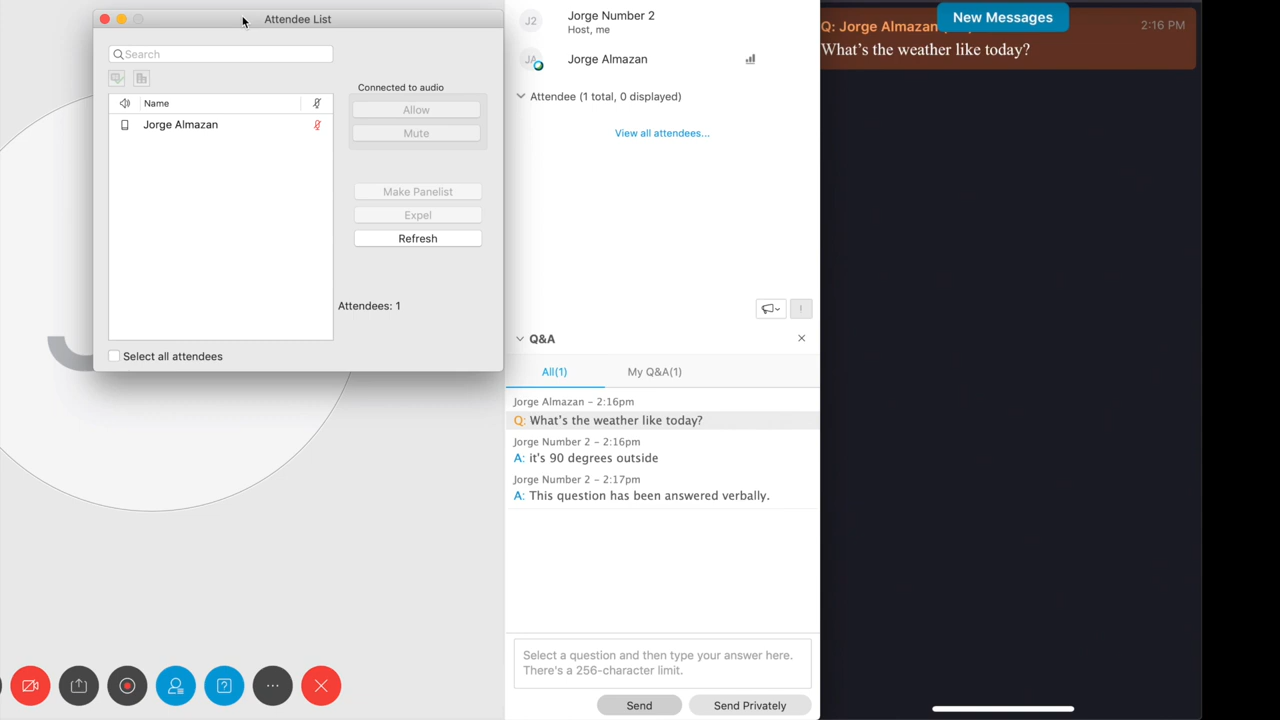 Attendee List
Search
Connected to audio
Name
Allow
Jorge Almazan
Mute
Make Panelist
Expel
Refresh
Attendees: 1
Select all attendees
J2
Jorge Number 2
Host, me
JA
Jorge Almazan
Attendee (1 total, 0 displayed)
View all attendees...
Q&A
All(1)
My Q&A(1)
Jorge Almazan - 2:16pm
Q: What's the weather like today?
Jorge Number 2 - 2:16pm
A: it's 90 degrees outside
Jorge Number 2 - 2:17pm
A: This question has been answered verbally.
Select a question and then type your answer here.
There's a 256-character limit.
Send
Send Privately
New Messages
Q: Jorge Almazan
2:16 PM
What's the weather like today?